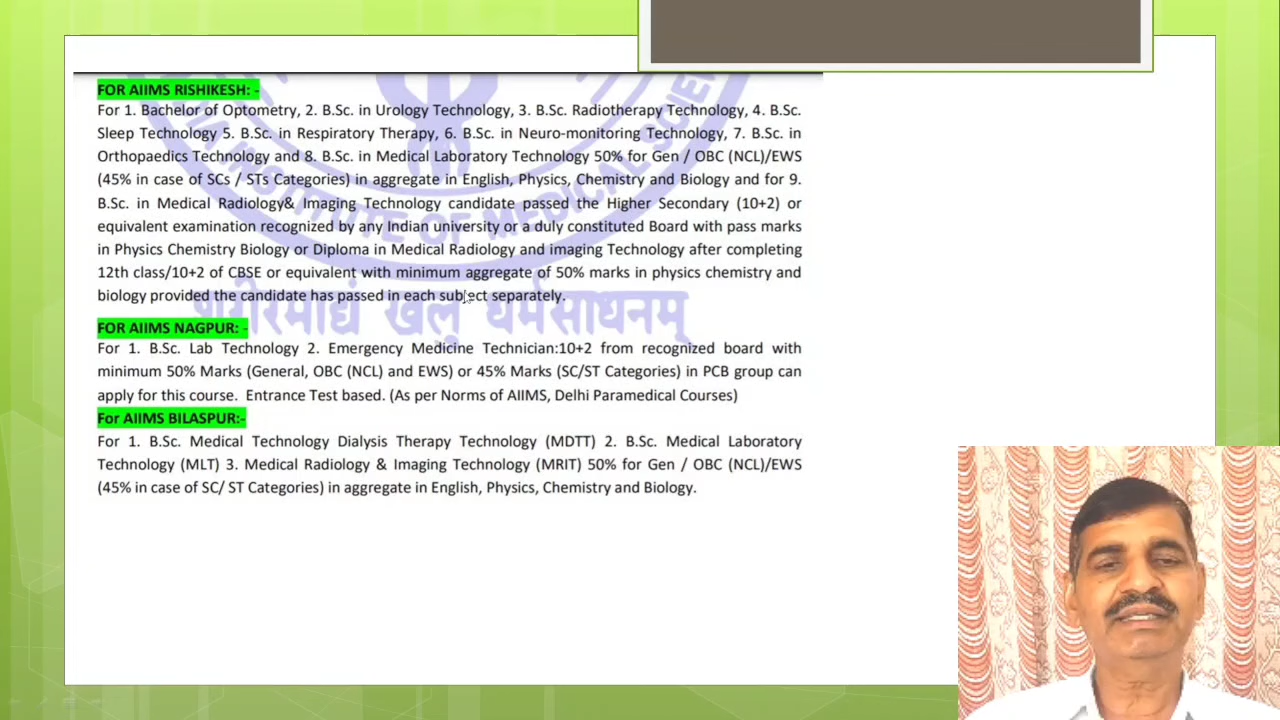 FOR AIIMS RISHIKESH: -
For 1. Bachelor of Optometry, 2. B.Sc. in Urology Technology, 3. B.Sc. Radiotherapy Technology, 4. B.Sc.
Sleep Technology 5. B.Sc. in Respiratory Therapy, 6. B.Sc. in Neuro-monitoring Technology, 7. B.Sc. in
Orthopaedics Technology and 8. B.Sc. in Medical Laboratory Technology 50% for Gen / OBC (NCL)/EWS
(45% in case of SCs / STs Categories) in aggregate in English, Physics, Chemistry and Biology and for 9.
B.Sc. in Medical Radiology& Imaging Technology candidate passed the Higher Secondary (10+2) or
equivalent examination recognized by any Indian university or a duly constituted Board with pass marks
in Physics Chemistry Biology or Diploma in Medical Radiology and imaging Technology after completing
12th class/10+2 of CBSE or equivalent with minimum aggregate of 50% marks in physics chemistry and
biology provided the candidate has passed in each subject separately.
शरीरमाद्यं खलु धर्मसाधनम्
FOR AIIMS NAGPUR: -
For 1. B.Sc. Lab Technology 2. Emergency Medicine Technician:10+2 from recognized board with
minimum 50% Marks (General, OBC (NCL) and EWS) or 45% Marks (SC/ST Categories) in PCB group can
apply for this course. Entrance Test based. (As per Norms of AIIMS, Delhi Paramedical Courses)
For AIIMS BILASPUR:-
For 1. B.Sc. Medical Technology Dialysis Therapy Technology (MDTT) 2. B.Sc. Medical Laboratory
Technology (MLT) 3. Medical Radiology & Imaging Technology (MRIT) 50% for Gen / OBC (NCL)/EWS
(45% in case of SC/ ST Categories) in aggregate in English, Physics, Chemistry and Biology.
INSTITUTE OF MEDICAL